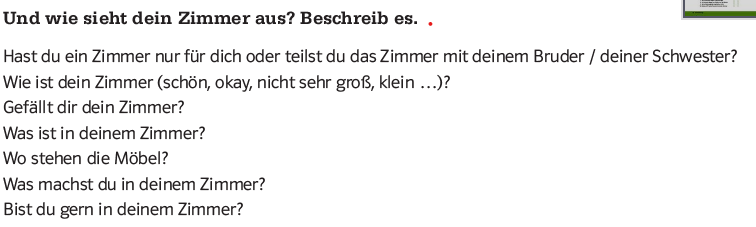 Und wie sieht dein Zimmer aus? Beschreib es.
Hast du ein Zimmer nur für dich oder teilst du das Zimmer mit deinem Bruder / deiner Schwester?
Wie ist dein Zimmer (schön, okay, nicht sehr groß, klein …)?
Gefällt dir dein Zimmer?
Was ist in deinem Zimmer?
Wo stehen die Möbel?
Was machst du in deinem Zimmer?
Bist du gern in deinem Zimmer?